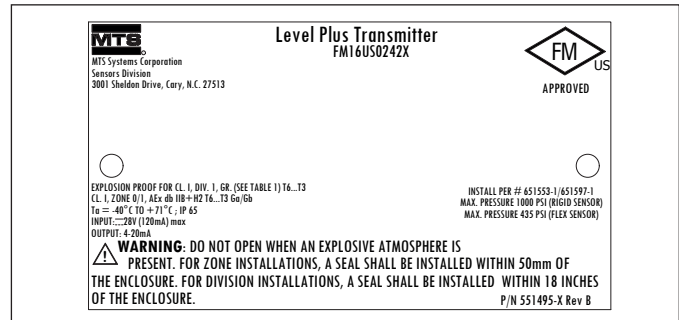 MTS
Level Plus Transmitter
FM16US0242X
MTS Systems Corporation
Sensors Division
3001 Sheldon Drive, Cary, N.C. 27513
FM
US
APPROVED
EXPLOSION PROOF FOR CL. I, DIV. 1, GR. (SEE TABLE 1) T6...T3
CL. I, ZONE 0/1, AEx db IIB+H2 T6...T3 Ga/Gb
Ta = -40°C TO +71°C ; IP 65
INPUT:⎓28V (120mA) max
OUTPUT: 4-20mA
INSTALL PER # 651553-1/651597-1
MAX. PRESSURE 1000 PSI (RIGID SENSOR)
MAX. PRESSURE 435 PSI (FLEX SENSOR)
WARNING: DO NOT OPEN WHEN AN EXPLOSIVE ATMOSPHERE IS
PRESENT. FOR ZONE INSTALLATIONS, A SEAL SHALL BE INSTALLED WITHIN 50mm OF
THE ENCLOSURE. FOR DIVISION INSTALLATIONS, A SEAL SHALL BE INSTALLED WITHIN 18 INCHES
OF THE ENCLOSURE.
P/N 551495-X Rev B